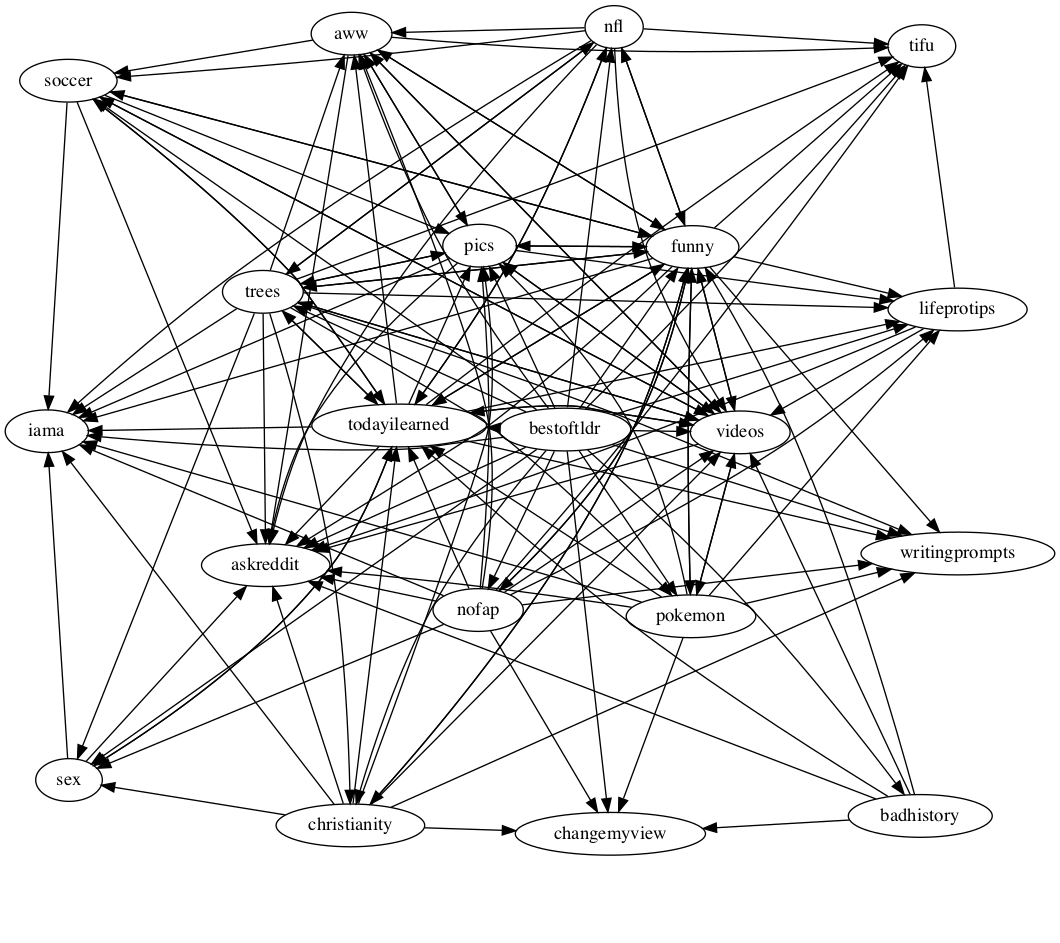 nfl
aww
tifu
soccer
pics
funny
trees
lifeprotips
todayilearned
bestoftldr
videos
iama
writingprompts
askreddit
nofap
pokemon
sex
christianity
changemyview
badhistory